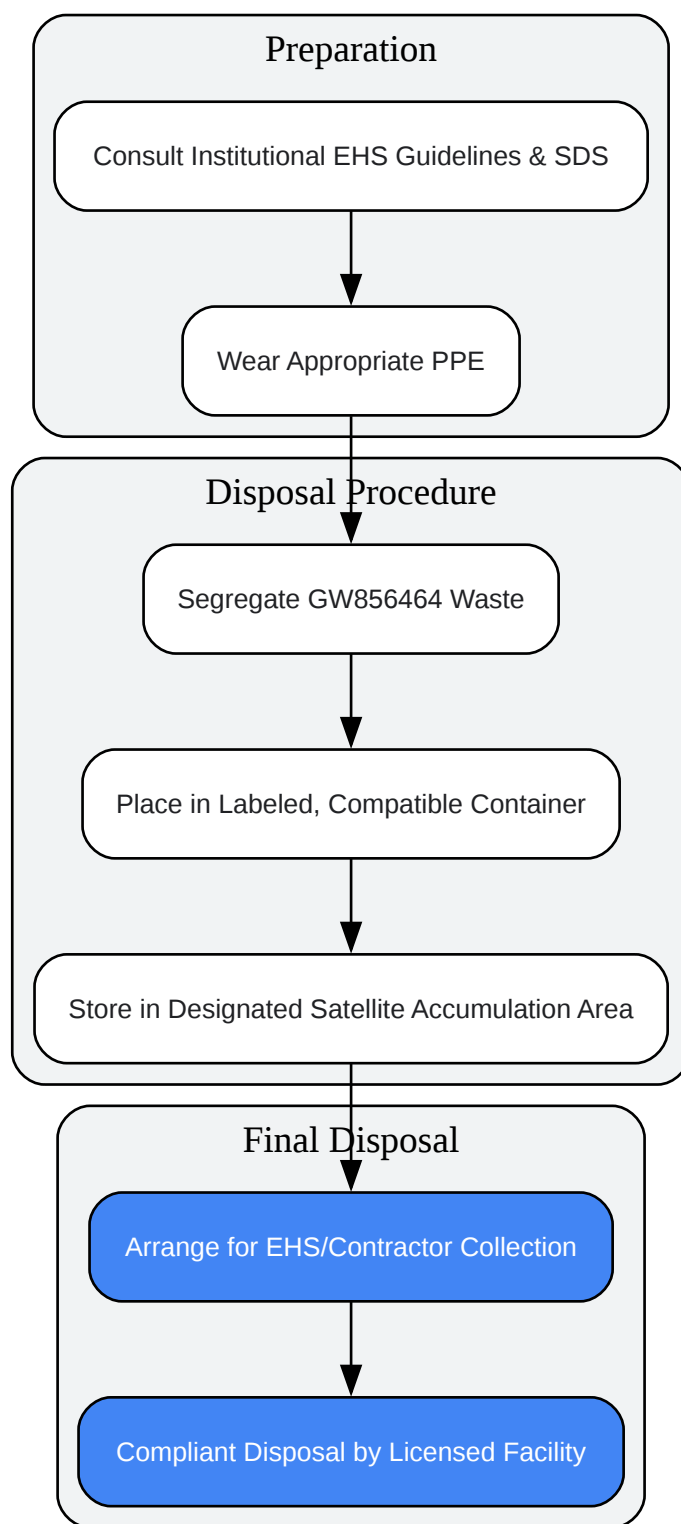 Preparation
Consult Institutional EHS Guidelines & SDS
Wear Appropriate PPE
Disposal Procedure
Segregate GW856464 Waste
Place in Labeled, Compatible Container
Store in Designated Satellite Accumulation Area
Final Disposal
Arrange for EHS/Contractor Collection
Compliant Disposal by Licensed Facility